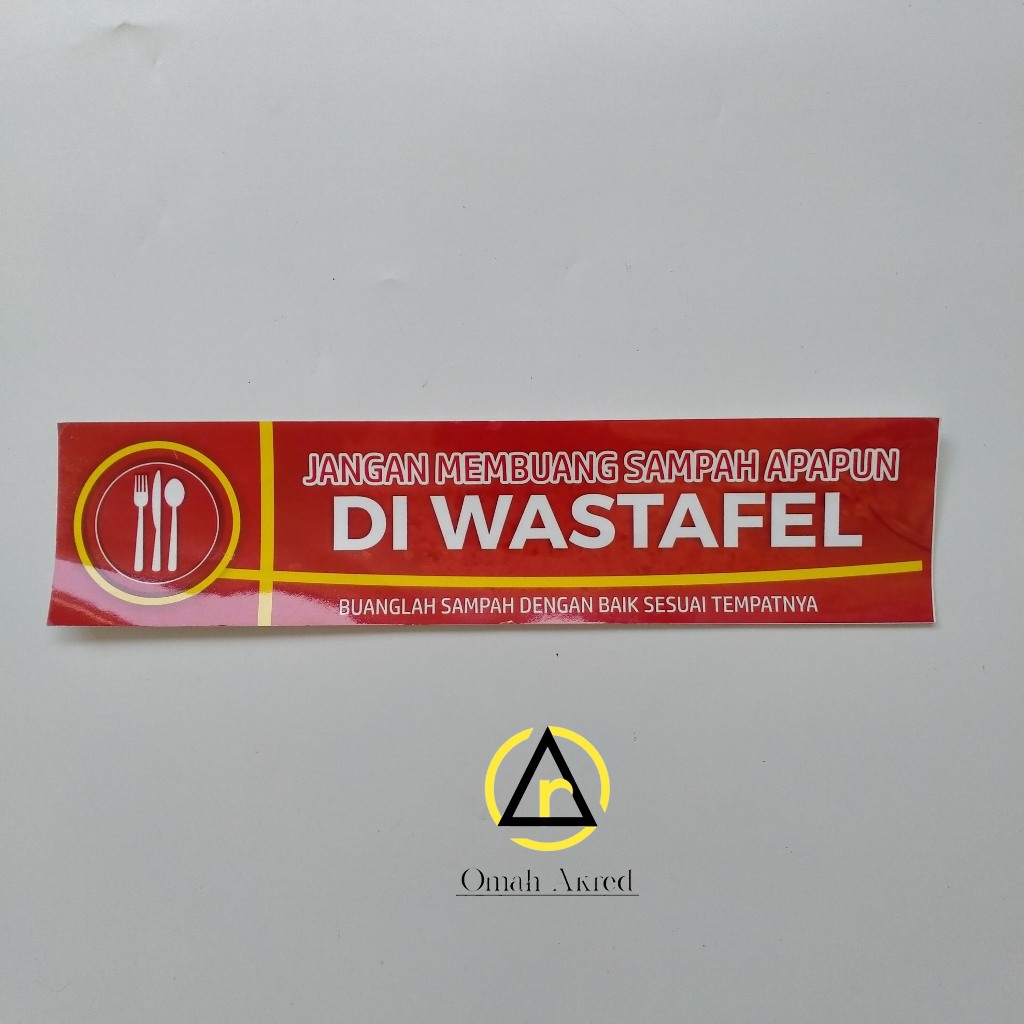 JANGAN MEMBUANG SAMPAH APAPUN
DI WASTAFEL
BUANGLAH SAMPAH DENGAN BAIK SESUAI TEMPATNYA
r
Omah Akred